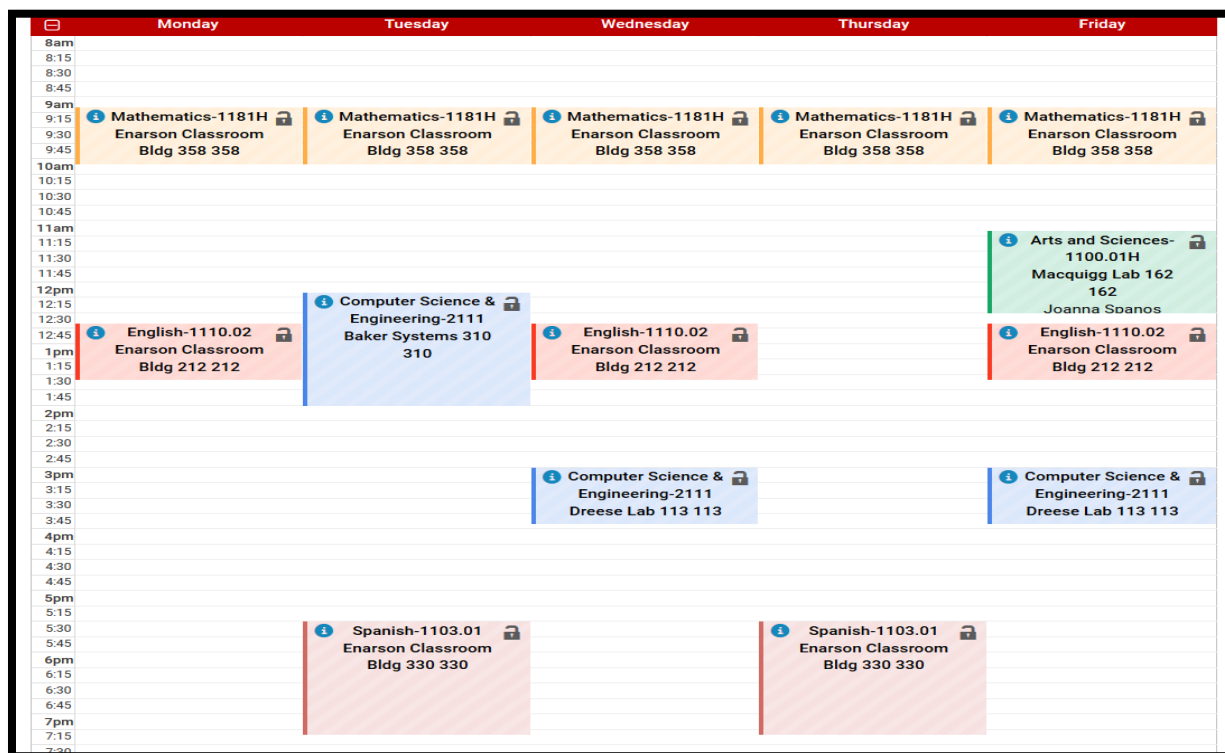 Monday Tuesday Wednesday Thursday Friday
8am
8:15
8:30
8:45
9am
9:15 Mathematics-1181H Mathematics-1181H Mathematics-1181H Mathematics-1181H Mathematics-1181H
9:30 Enarson Classroom Enarson Classroom Enarson Classroom Enarson Classroom Enarson Classroom
9:45 Bldg 358 358 Bldg 358 358 Bldg 358 358 Bldg 358 358 Bldg 358 358
10am
10:15
10:30
10:45
11am
11:15 Arts and Sciences-
11:30 1100.01H
11:45 Macquigg Lab 162
12pm 162
12:15 Computer Science & Joanna Spanos
12:30 Engineering-2111
12:45 English-1110.02 Baker Systems 310 English-1110.02 English-1110.02
1pm Enarson Classroom 310 Enarson Classroom Enarson Classroom
1:15 Bldg 212 212 Bldg 212 212 Bldg 212 212
1:30
1:45
2pm
2:15
2:30
2:45
3pm Computer Science & Computer Science &
3:15 Engineering-2111 Engineering-2111
3:30 Dreese Lab 113 113 Dreese Lab 113 113
3:45
4pm
4:15
4:30
4:45
5pm
5:15
5:30 Spanish-1103.01 Spanish-1103.01
5:45 Enarson Classroom Enarson Classroom
6pm Bldg 330 330 Bldg 330 330
6:15
6:30
6:45
7pm
7:15
7:30